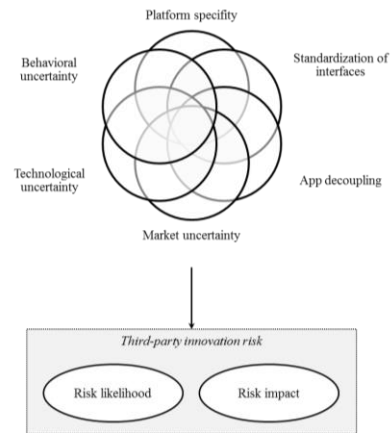 Platform specifity
Behavioral
uncertainty
Standardization of
interfaces
Technological
uncertainty
App decoupling
Market uncertainty
Third-party innovation risk
Risk likelihood
Risk impact